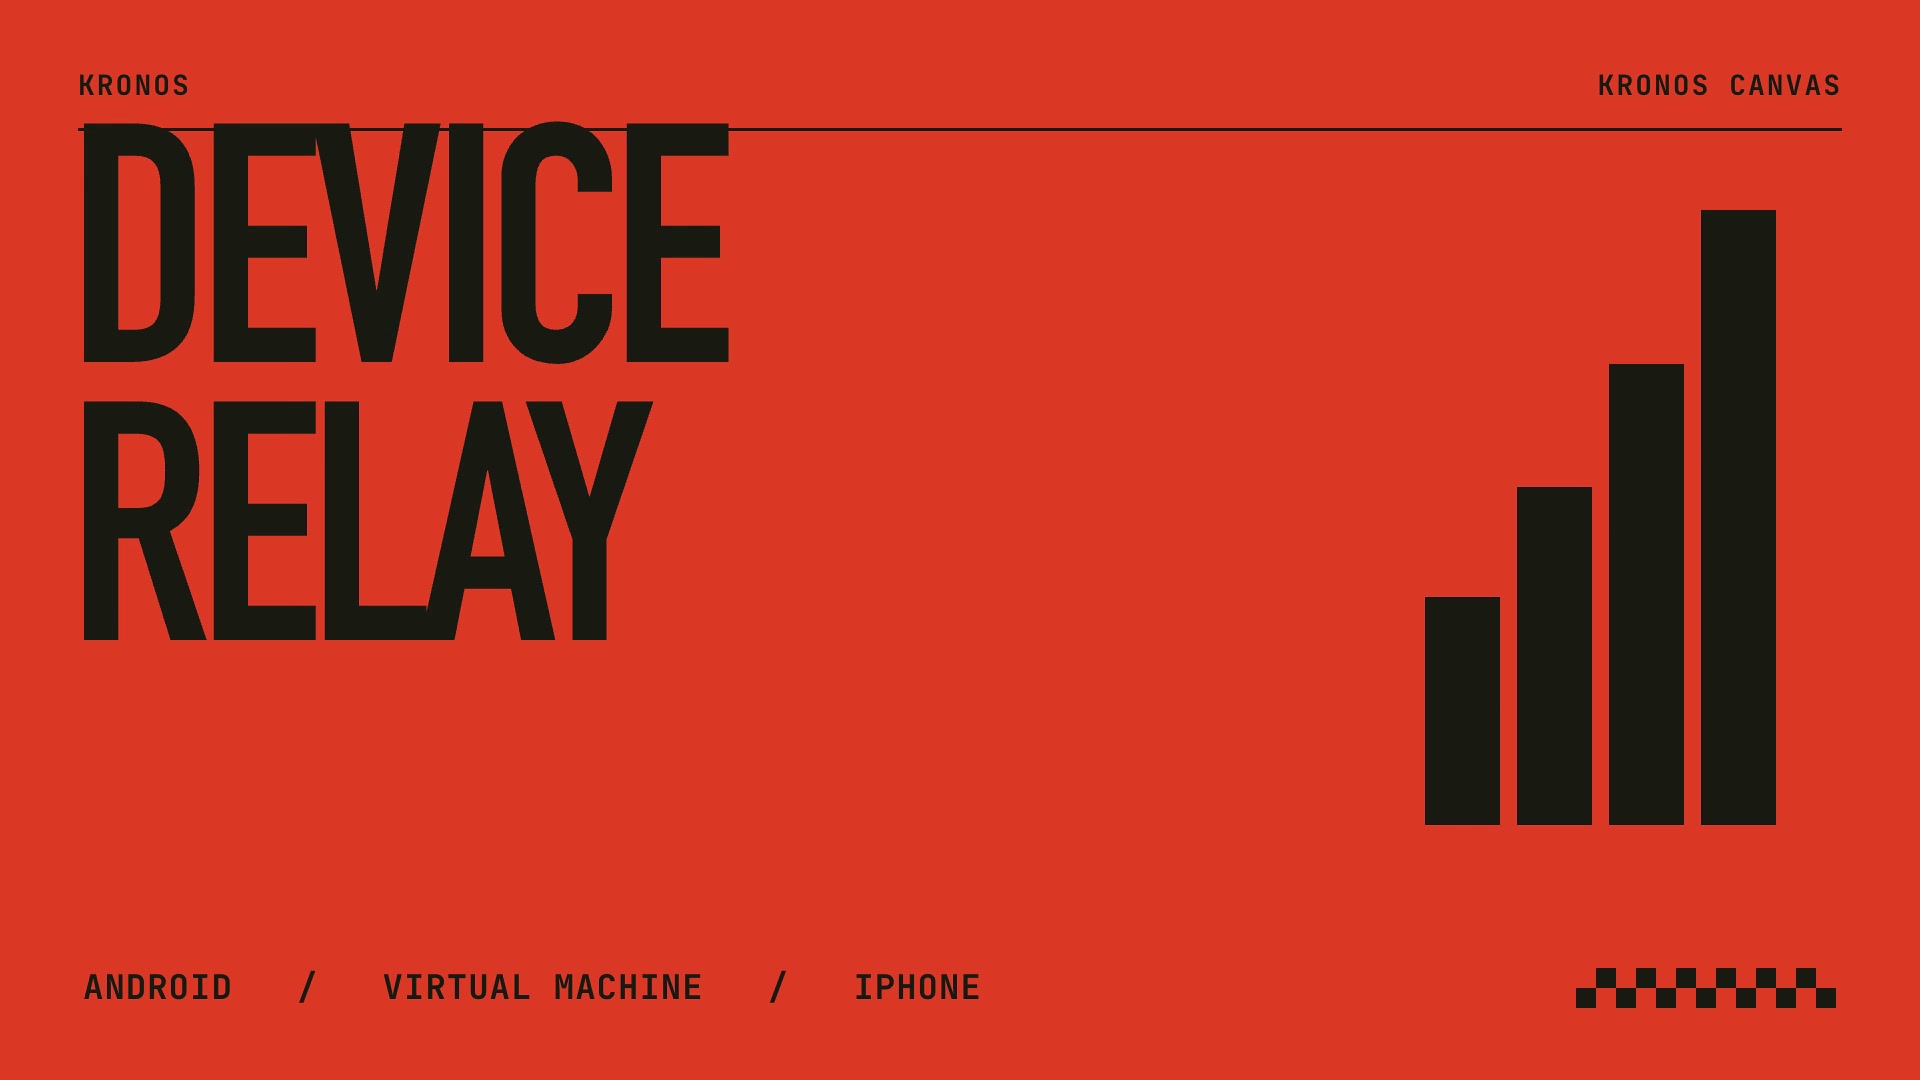 KRONOS
KRONOS CANVAS
DEVICE
RELAY
ANDROID / VIRTUAL MACHINE / IPHONE